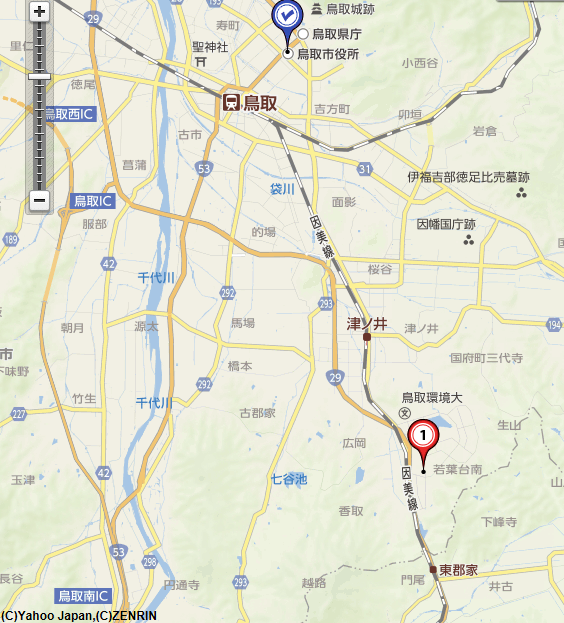 鳥取城跡
寿町
29
鳥取県庁
里仁
聖神社
鳥取市役所
小西谷
徳尾
鳥取
鳥取西IC
吉方町
卯垣
古市
岩倉
菖蒲
53
31
伊福吉部徳足比売墓跡
袋川
鳥取IC
面影
服部
因幡国庁跡
的場
因美線
189
42
桜谷
千代川
292
293
朝月
源太
馬場
津ノ井
津ノ井
194
市
下味野
橋本
国府町三代寺
29
292
竹生
千代川
鳥取環境大
227
古郡家
生山
1
広岡
42
若葉台南
玉津
七谷池
因美線
山
香取
下峰寺
53
298
東郡家
長谷
円通寺
293
越路
門尾
井古
鳥取南IC
(C)Yahoo Japan,(C)ZENRIN